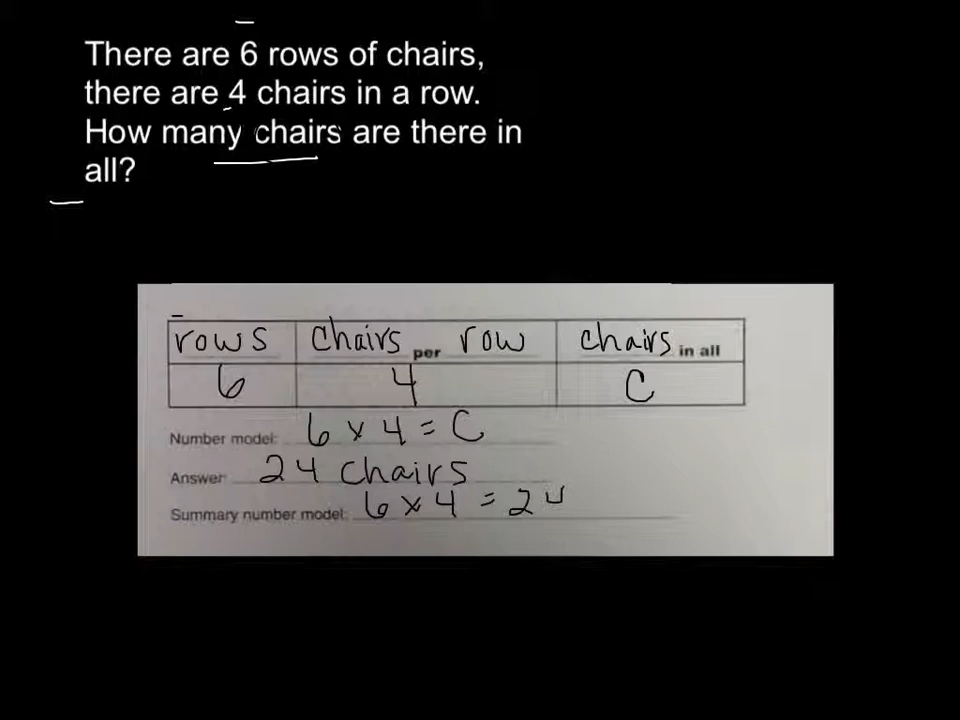 There are 6 rows of chairs,
there are 4 chairs in a row.
How many chairs are there in
all?
rows chairs per row chairs in all
6 4 C
Number model: 6 x 4 = C
Answer: 24 chairs
Summary number model: 6 x 4 = 24